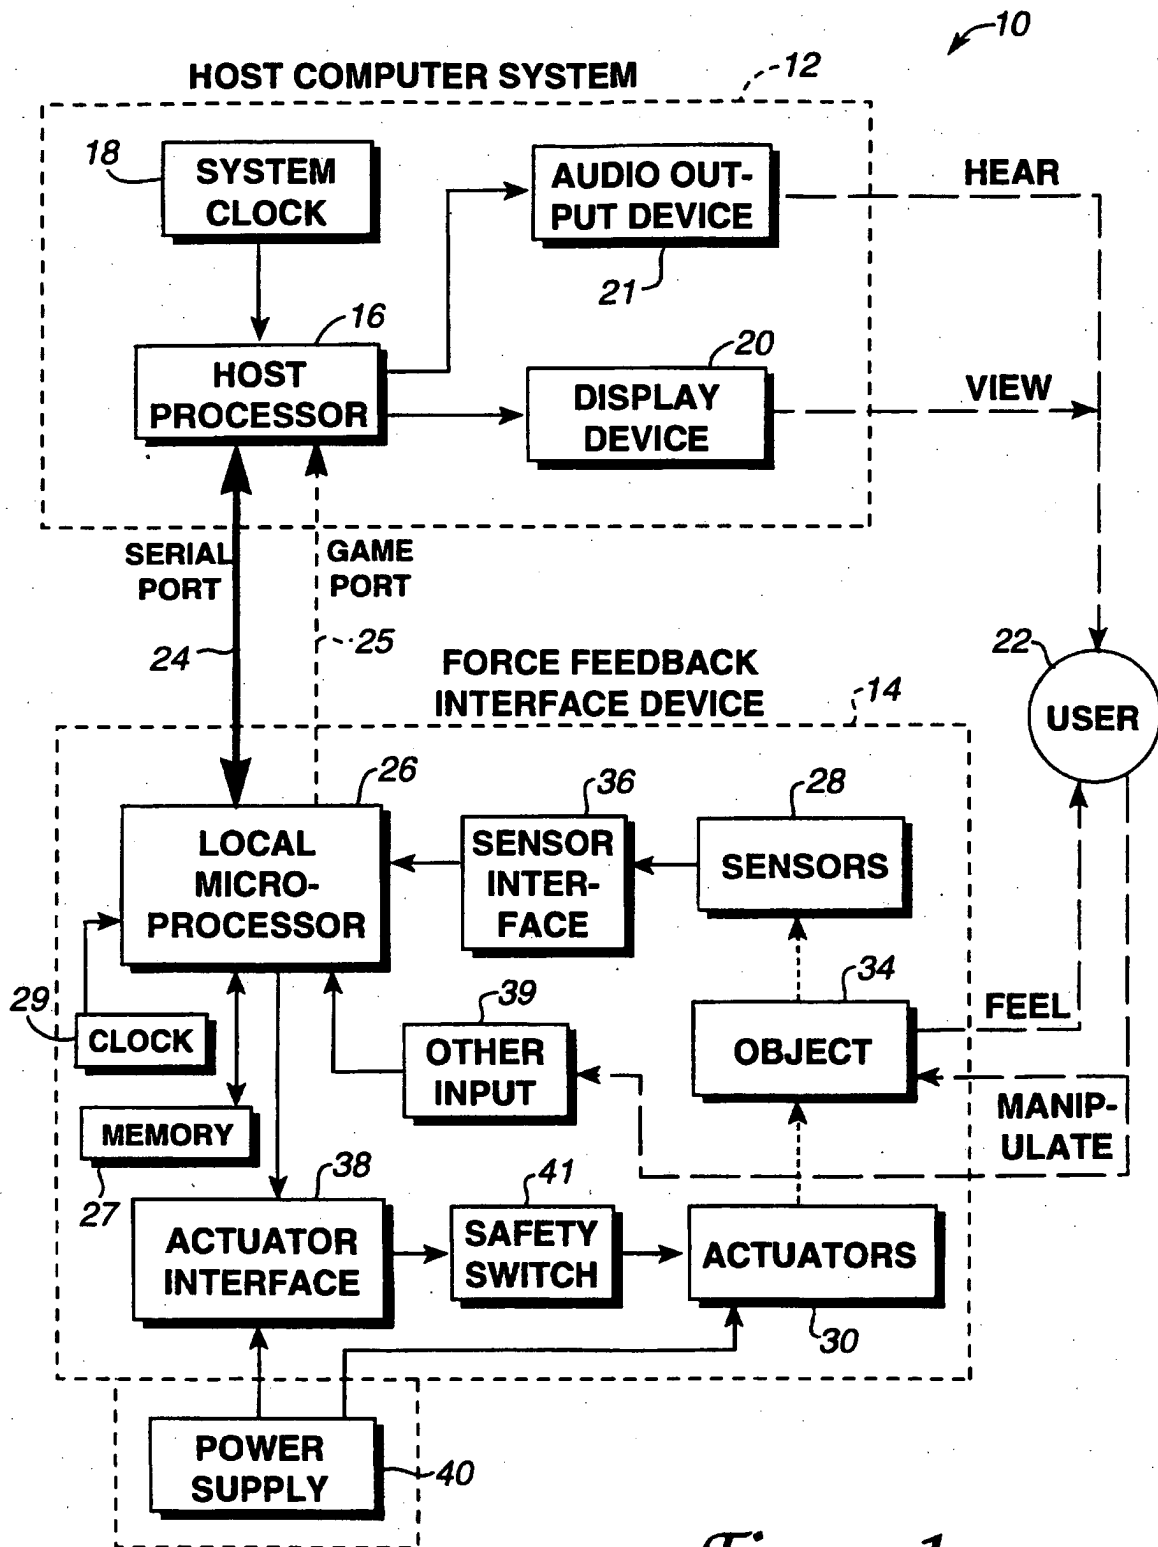 10
HOST COMPUTER SYSTEM
12
18
SYSTEM
CLOCK
AUDIO OUT-
PUT DEVICE
HEAR
21
16
HOST
PROCESSOR
20
DISPLAY
DEVICE
VIEW
SERIAL
PORT
GAME
PORT
24
25
FORCE FEEDBACK
INTERFACE DEVICE
14
22
USER
26
LOCAL
MICRO-
PROCESSOR
36
SENSOR
INTER-
FACE
28
SENSORS
29
CLOCK
39
OTHER
INPUT
34
OBJECT
FEEL
MANIP-
ULATE
MEMORY
27
38
ACTUATOR
INTERFACE
41
SAFETY
SWITCH
ACTUATORS
30
POWER
SUPPLY
40